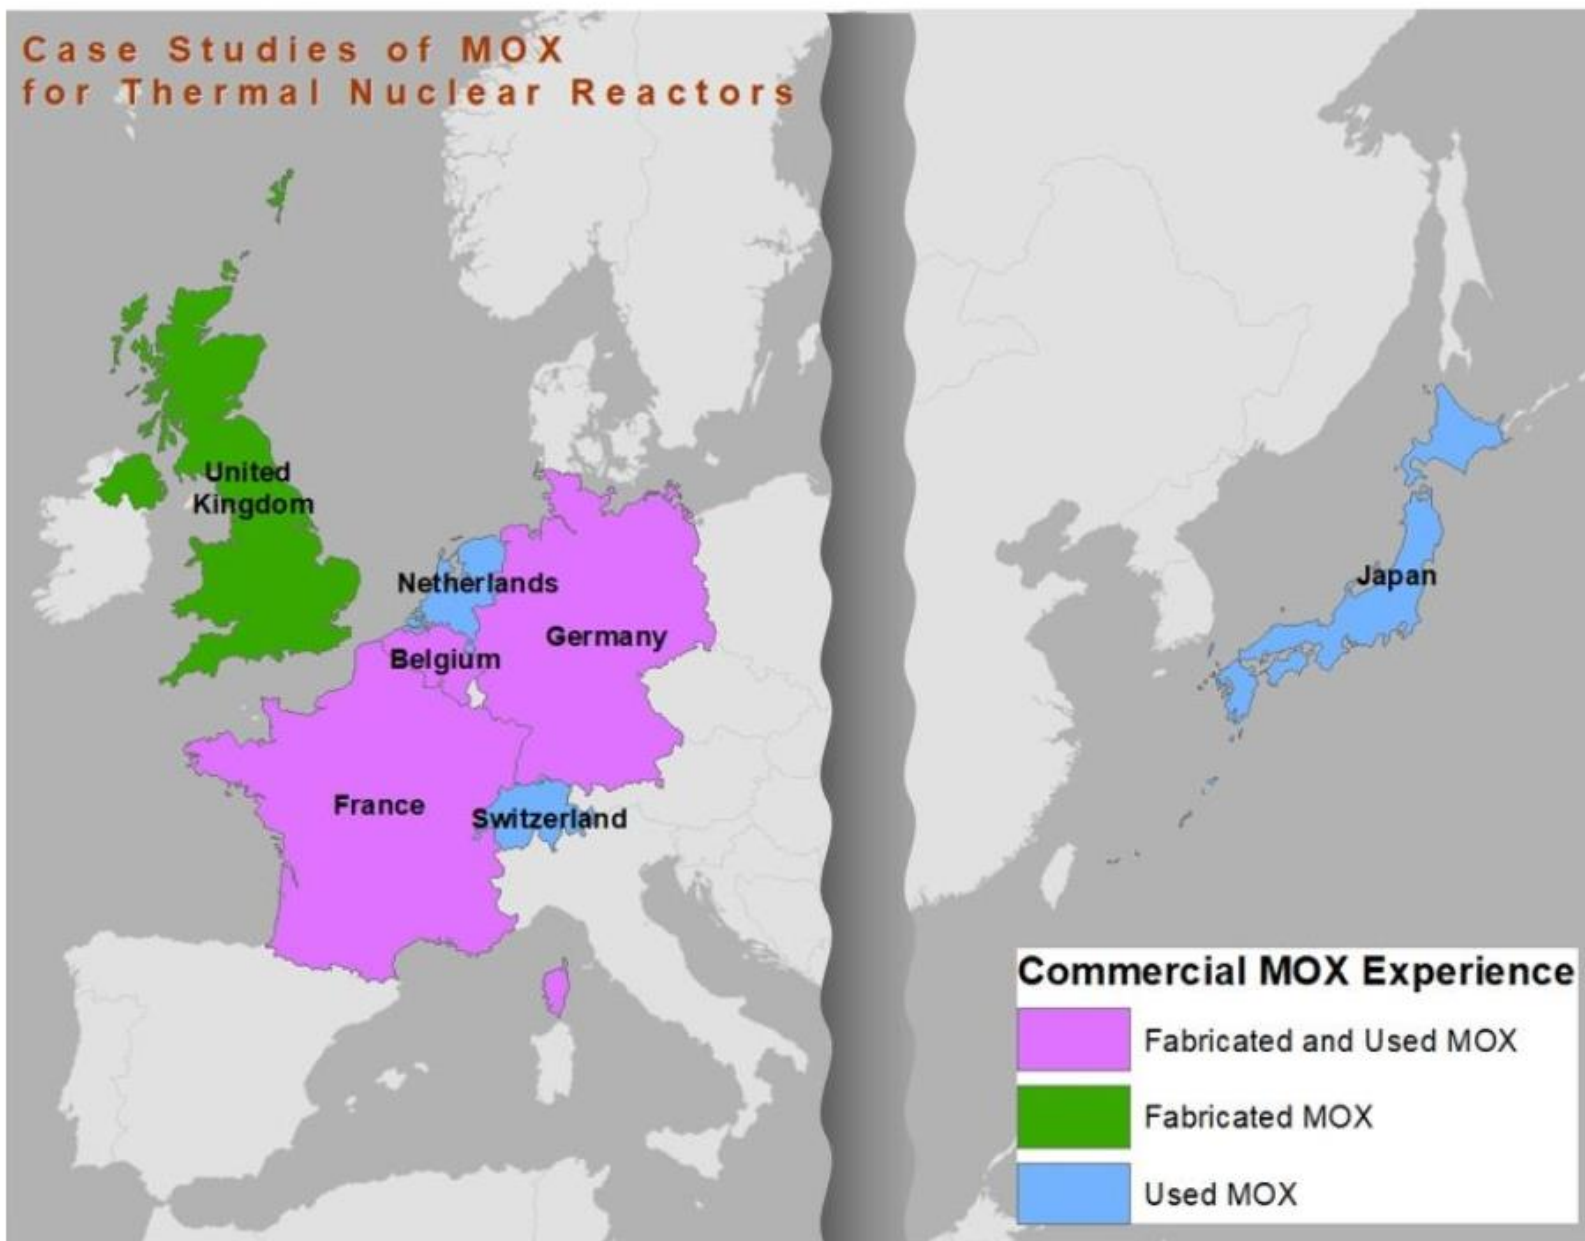 Case Studies of MOX
for Thermal Nuclear Reactors
United
Kingdom
Netherlands
Germany
Belgium
France
Switzerland
Japan
Commercial MOX Experience
Fabricated and Used MOX
Fabricated MOX
Used MOX